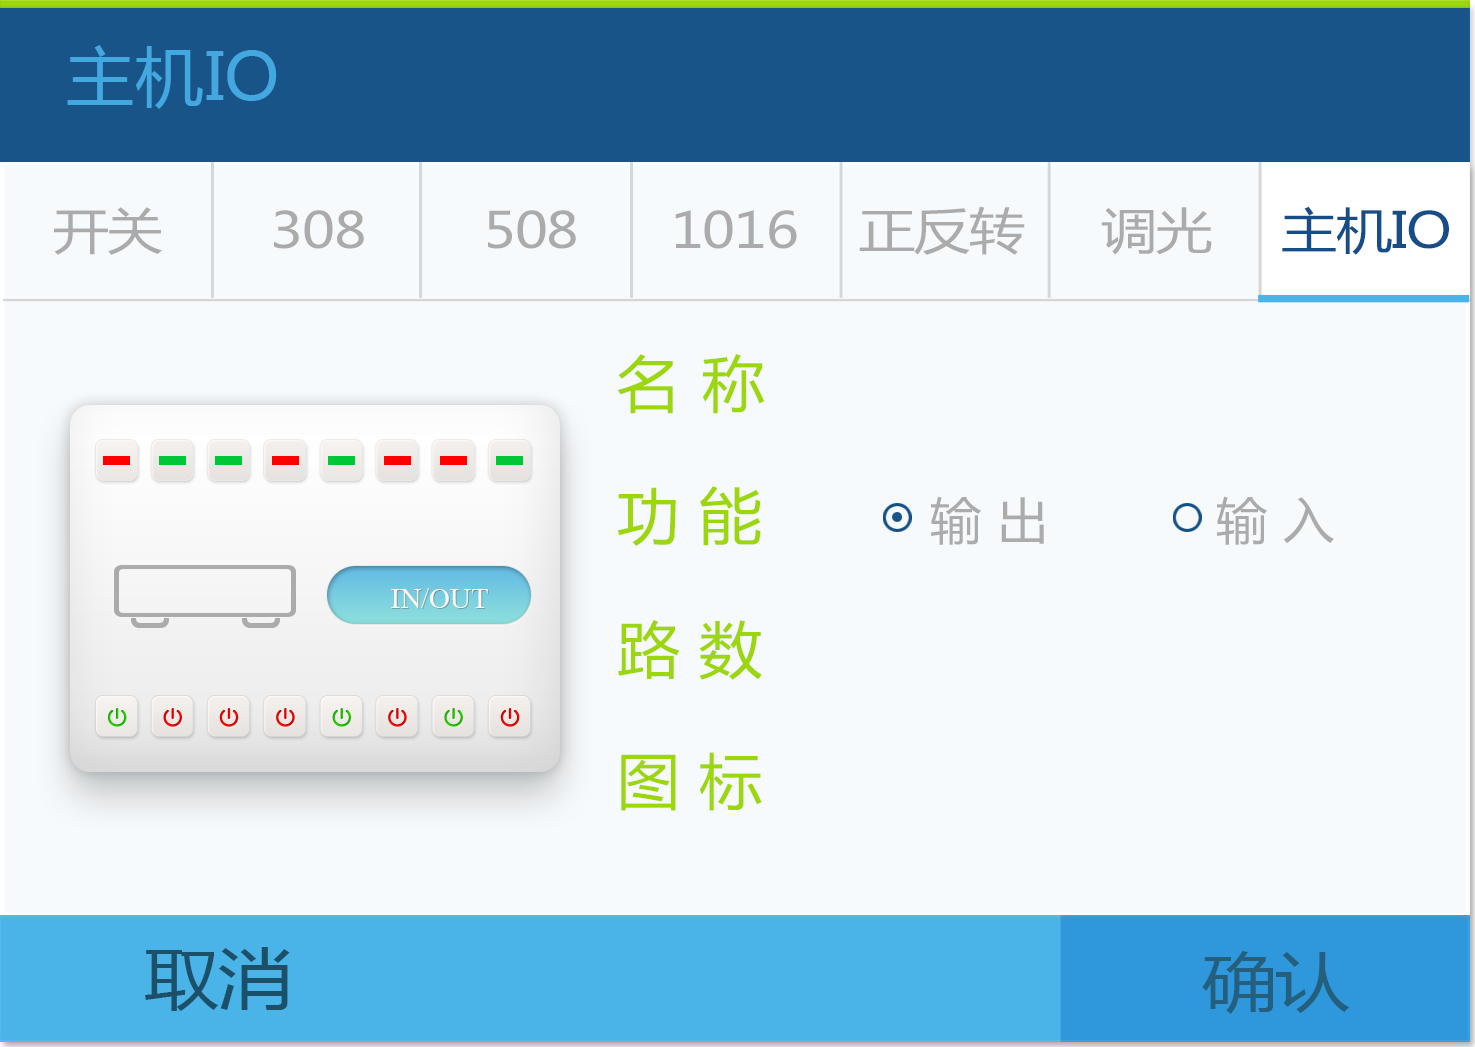 主机IO
开关 308 508 1016 正反转 调光 主机IO
名 称
功 能 输 出 输 入
IN/OUT
路 数
图 标
取消 确认